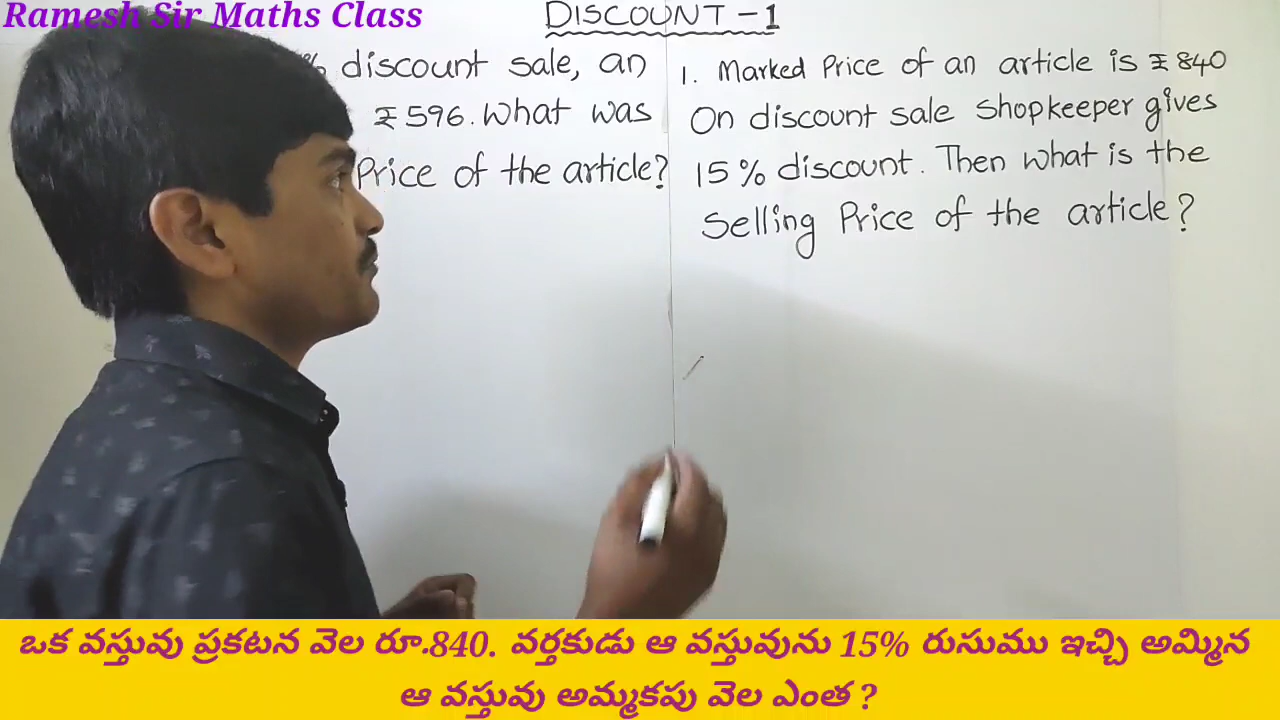 Ramesh Sir Maths Class
DISCOUNT-1
% discount sale, an
₹596. What was
Price of the article?
1. Marked Price of an article is ₹840
On discount sale Shopkeeper gives
15% discount. Then what is the
Selling Price of the article?
ఒక వస్తువు ప్రకటన వెల రూ.840. వర్తకుడు ఆ వస్తువును 15% రుసుము ఇచ్చి అమ్మిన
ఆ వస్తువు అమ్మకపు వెల ఎంత ?